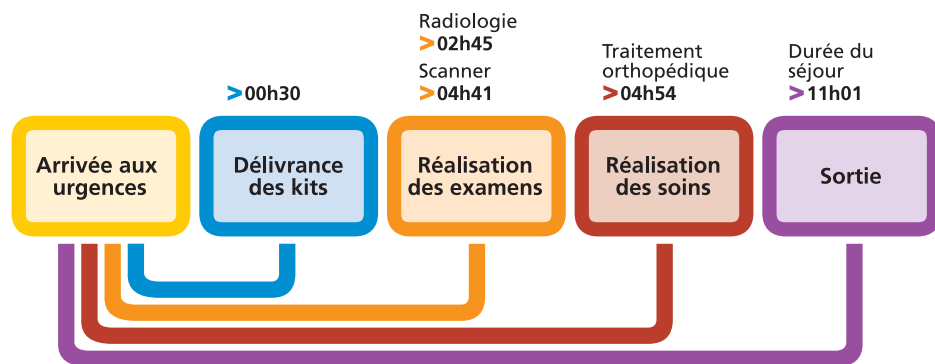 Radiologie
>02h45
Scanner
>04h41
Traitement
orthopédique
>04h54
Durée du
séjour
>11h01
>00h30
Arrivée aux
urgences
Délivrance
des kits
Réalisation
des examens
Réalisation
des soins
Sortie